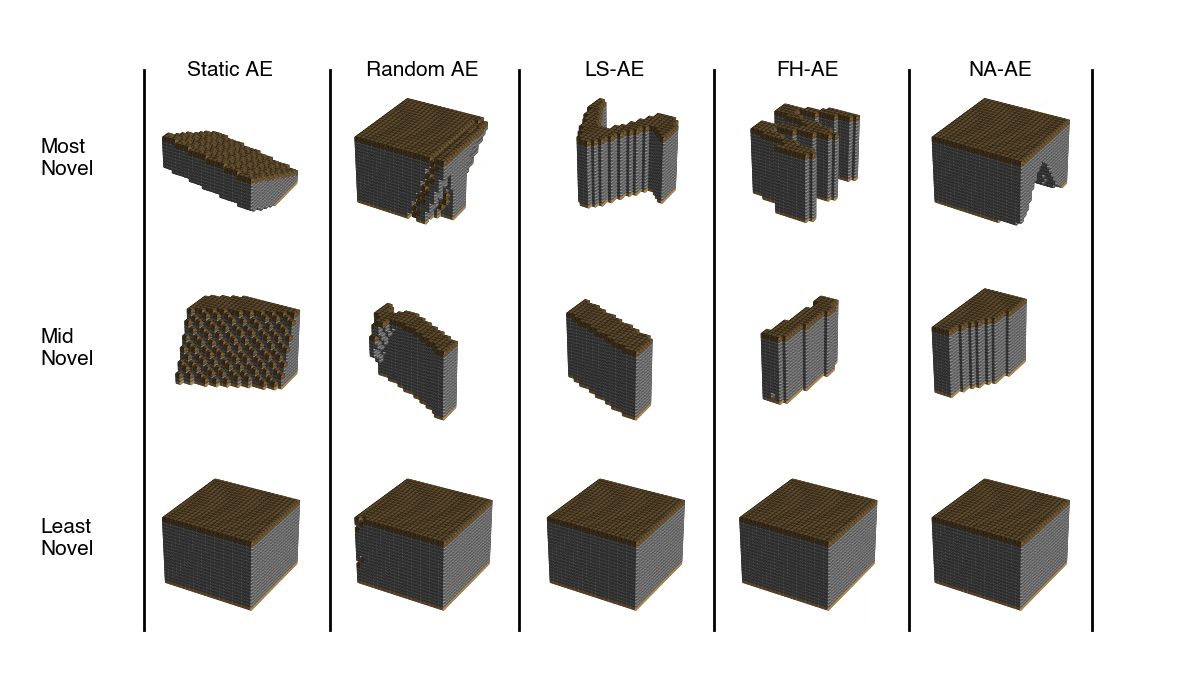 Static AE
Random AE
LS-AE
FH-AE
NA-AE
Most
Novel
Mid
Novel
Least
Novel